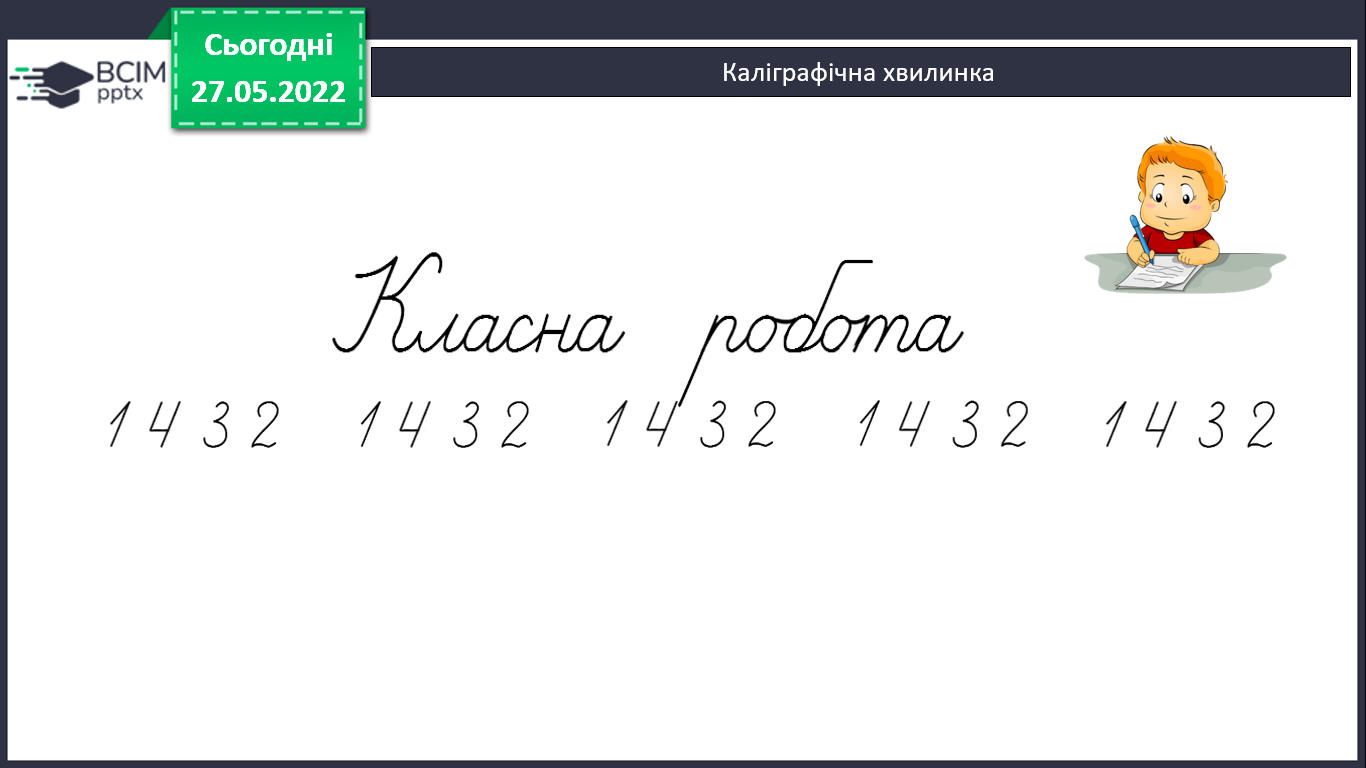 Сьогодні
27.05.2022
ВСІМ
pptx
Каліграфічна хвилинка
Класна робота
1 4 3 2 1 4 3 2 1 4 3 2 1 4 3 2 1 4 3 2